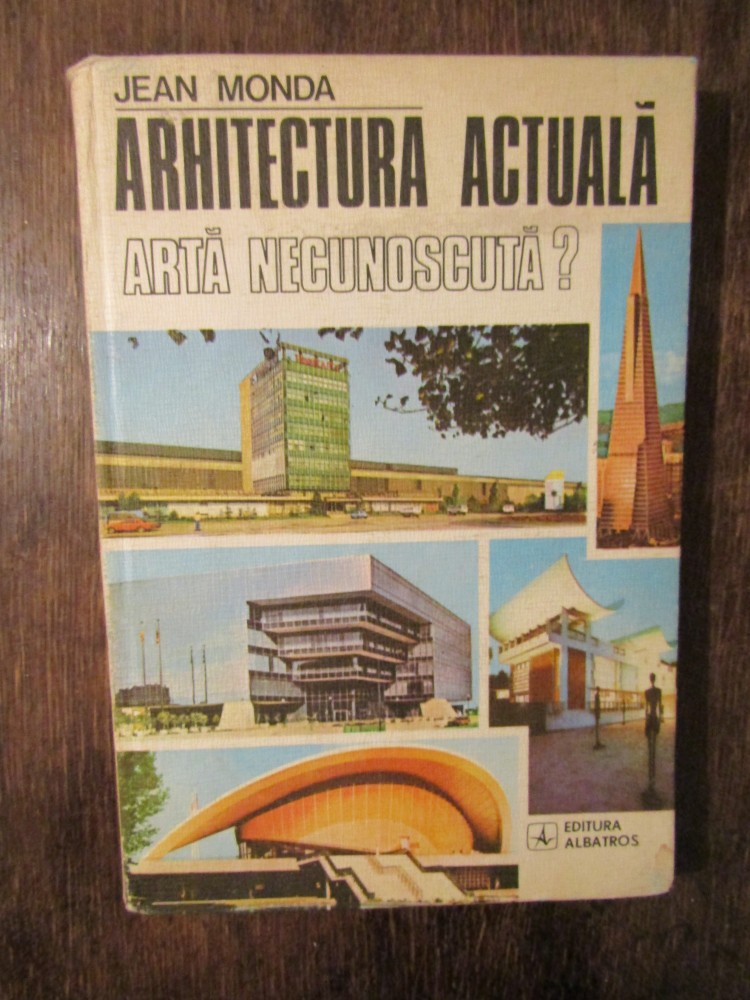 JEAN MONDA
ARHITECTURA ACTUALĂ
ARTĂ NECUNOSCUTĂ?
EDITURA
ALBATROS